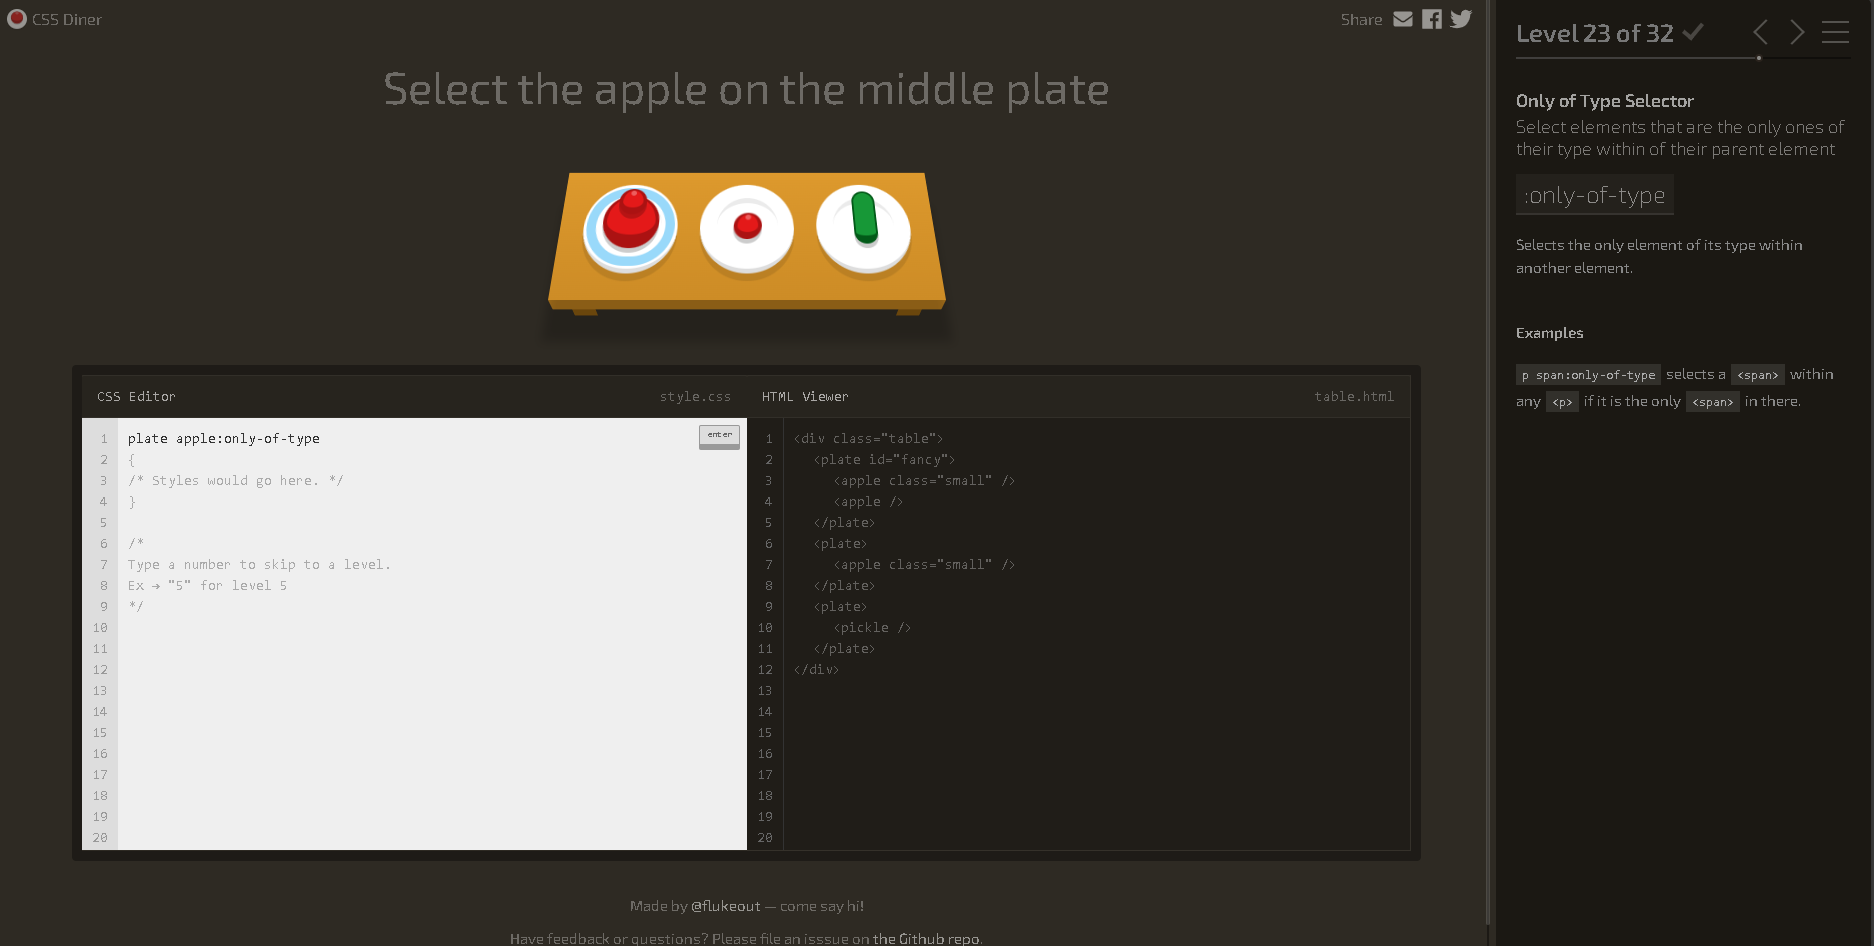 CSS Diner
Share
Select the apple on the middle plate
CSS Editor
style.css
HTML Viewer
table.html
1
2
3
4
5
6
7
8
9
10
11
12
13
14
15
16
17
18
19
20
plate apple:only-of-type
enter
{
/* Styles would go here. */
}
/*
Type a number to skip to a level.
Ex → "5" for level 5
*/
1
2
3
4
5
6
7
8
9
10
11
12
13
14
15
16
17
18
19
20
<div class="table">
<plate id="fancy">
<apple class="small" />
<apple />
</plate>
<plate>
<apple class="small" />
</plate>
<plate>
<pickle />
</plate>
</div>
Made by @flukeout — come say hi!
Have feedback or questions? Please file an isssue on the Github repo.
Level 23 of 32
Only of Type Selector
Select elements that are the only ones of
their type within of their parent element
:only-of-type
Selects the only element of its type within
another element.
Examples
p span:only-of-type selects a <span> within
any <p> if it is the only <span> in there.